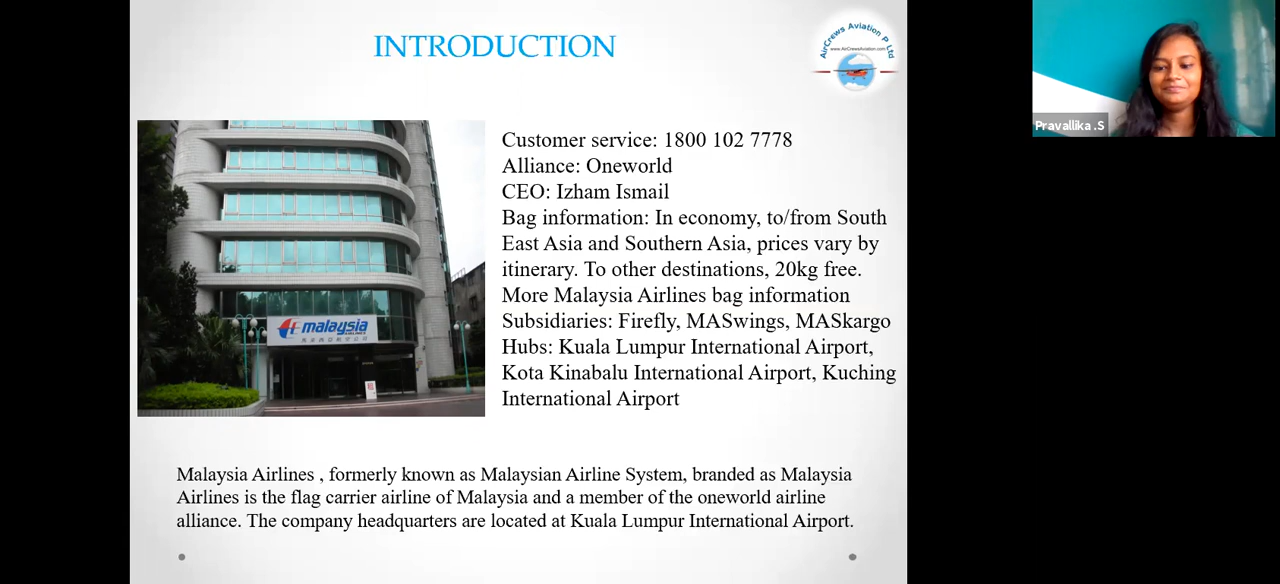 INTRODUCTION
AirCrews Aviation P Ltd
www.AirCrewsAviation.com
Pravallika .S
Customer service: 1800 102 7778
Alliance: Oneworld
CEO: Izham Ismail
Bag information: In economy, to/from South
East Asia and Southern Asia, prices vary by
itinerary. To other destinations, 20kg free.
More Malaysia Airlines bag information
Subsidiaries: Firefly, MASwings, MASkargo
Hubs: Kuala Lumpur International Airport,
Kota Kinabalu International Airport, Kuching
International Airport
malaysia
AIRLINES
Malaysia Airlines , formerly known as Malaysian Airline System, branded as Malaysia
Airlines is the flag carrier airline of Malaysia and a member of the oneworld airline
alliance. The company headquarters are located at Kuala Lumpur International Airport.